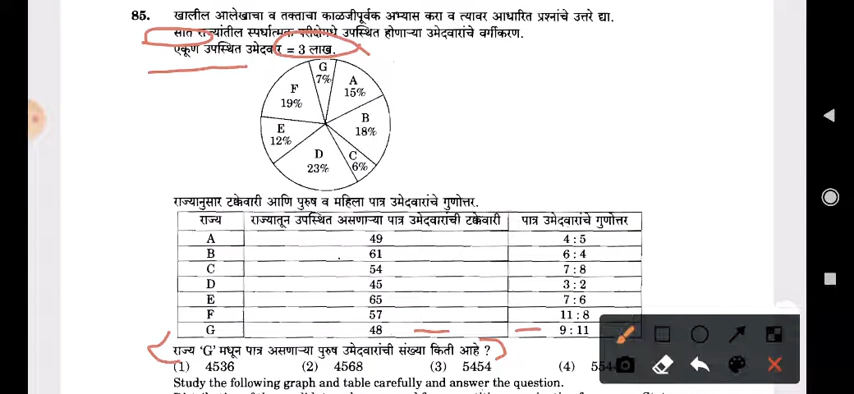 85. खालील आलेखाचा व तक्ताचा काळजीपूर्वक अभ्यास करा व त्यावर आधारित प्रश्नांचे उत्तरे द्या.
सात राज्यांतील स्पर्धात्मक परीक्षेमधे उपस्थित होणाऱ्या उमेदवारांचे वर्गीकरण.
एकूण उपस्थित उमेदवार = 3 लाख.
G
7%
A
15%
F
19%
B
18%
E
12%
D
23%
C
6%
राज्यानुसार टक्केवारी आणि पुरुष व महिला पात्र उमेदवारांचे गुणोत्तर.
राज्य राज्यातून उपस्थित असणाऱ्या पात्र उमेदवारांची टक्केवारी पात्र उमेदवारांचे गुणोत्तर
A 49 4 : 5
B 61 6 : 4
C 54 7 : 8
D 45 3 : 2
E 65 7 : 6
F 57 11 : 8
G 48 9 : 11
राज्य 'G' मधून पात्र असणाऱ्या पुरुष उमेदवारांची संख्या किती आहे ?
(1) 4536 (2) 4568 (3) 5454 (4)
Study the following graph and table carefully and answer the question.